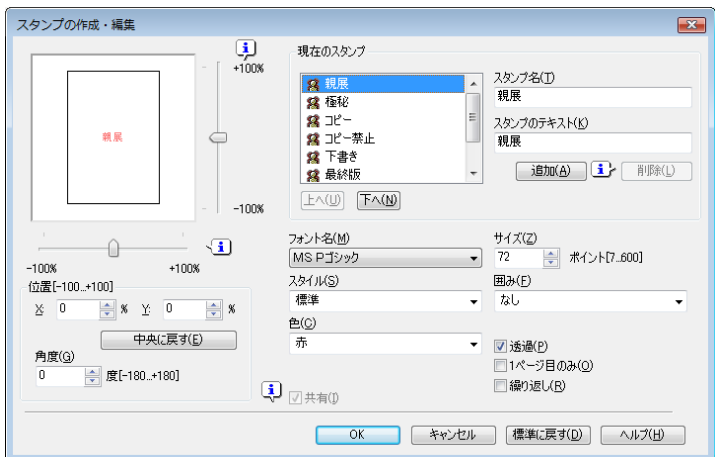 スタンプの作成・編集
+100%
-100%
親展
-100%
+100%
位置[-100..+100]
X: 0 % Y: 0 %
中央に戻す(E)
角度(G)
0 度[-180..+180]
現在のスタンプ
親展
極秘
コピー
コピー禁止
下書き
最終版
上へ(U) 下へ(N)
スタンプ名(T)
親展
スタンプのテキスト(K)
親展
追加(A) 削除(L)
フォント名(M)
MS Pゴシック
サイズ(Z)
72 ポイント[7..600]
スタイル(S)
標準
囲み(F)
なし
色(C)
赤
透過(P)
1ページ目のみ(O)
繰り返し(R)
共有(I)
OK キャンセル 標準に戻す(D) ヘルプ(H)